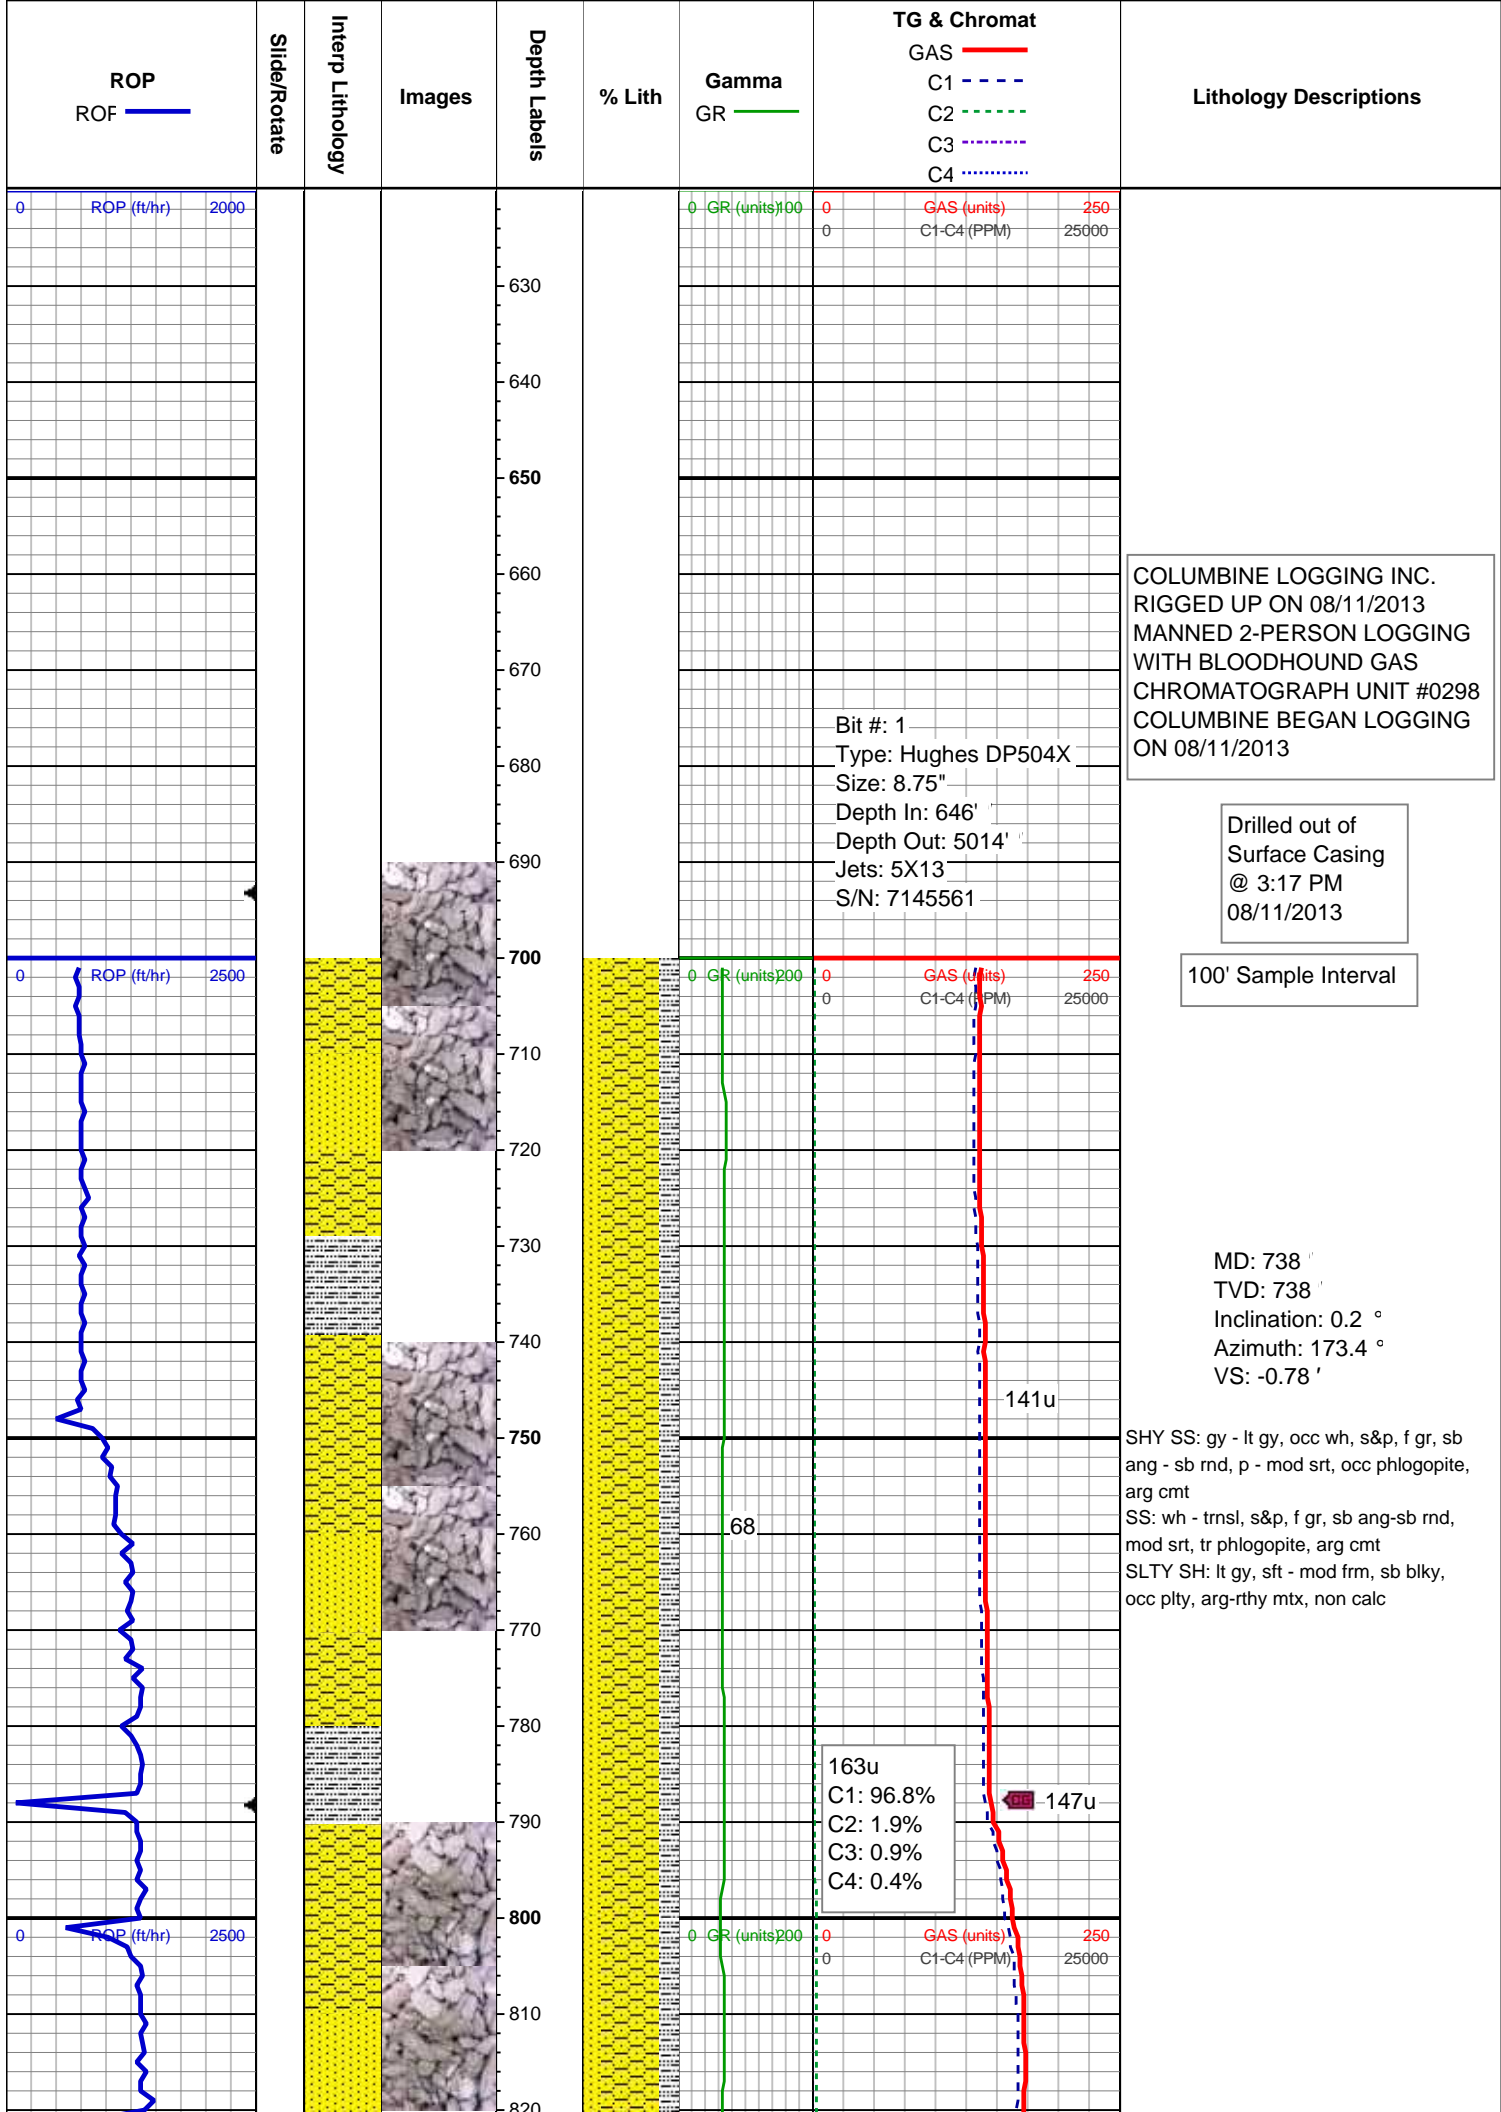 ROP
ROP
Slide/Rotate
Interp Lithology
Images
Depth Labels
% Lith
Gamma
GR
TG & Chromat
GAS
C1
C2
C3
C4
Lithology Descriptions
0 ROP (ft/hr) 2000
0 GR (units) 100
0 GAS (units) 250
0 C1-C4 (PPM) 25000
630
640
650
660
COLUMBINE LOGGING INC.
RIGGED UP ON 08/11/2013
MANNED 2-PERSON LOGGING
WITH BLOODHOUND GAS
CHROMATOGRAPH UNIT #0298
COLUMBINE BEGAN LOGGING
ON 08/11/2013
670
680
690
Bit #: 1
Type: Hughes DP504X
Size: 8.75"
Depth In: 646'
Depth Out: 5014'
Jets: 5X13
S/N: 7145561
Drilled out of
Surface Casing
@ 3:17 PM
08/11/2013
700
0 ROP (ft/hr) 2500
0 GR (units) 200
0 GAS (units) 250
0 C1-C4 (PPM) 25000
100' Sample Interval
710
720
730
740
MD: 738 '
TVD: 738 '
Inclination: 0.2 °
Azimuth: 173.4 °
VS: -0.78 '
141u
750
SHY SS: gy - lt gy, occ wh, s&p, f gr, sb
ang - sb rnd, p - mod srt, occ phlogopite,
arg cmt
SS: wh - trnsl, s&p, f gr, sb ang-sb rnd,
mod srt, tr phlogopite, arg cmt
SLTY SH: lt gy, sft - mod frm, sb blky,
occ plty, arg-rthy mtx, non calc
68
760
770
780
163u
C1: 96.8%
C2: 1.9%
C3: 0.9%
C4: 0.4%
CG 147u
790
800
0 ROP (ft/hr) 2500
0 GR (units) 200
0 GAS (units) 250
0 C1-C4 (PPM) 25000
810
820